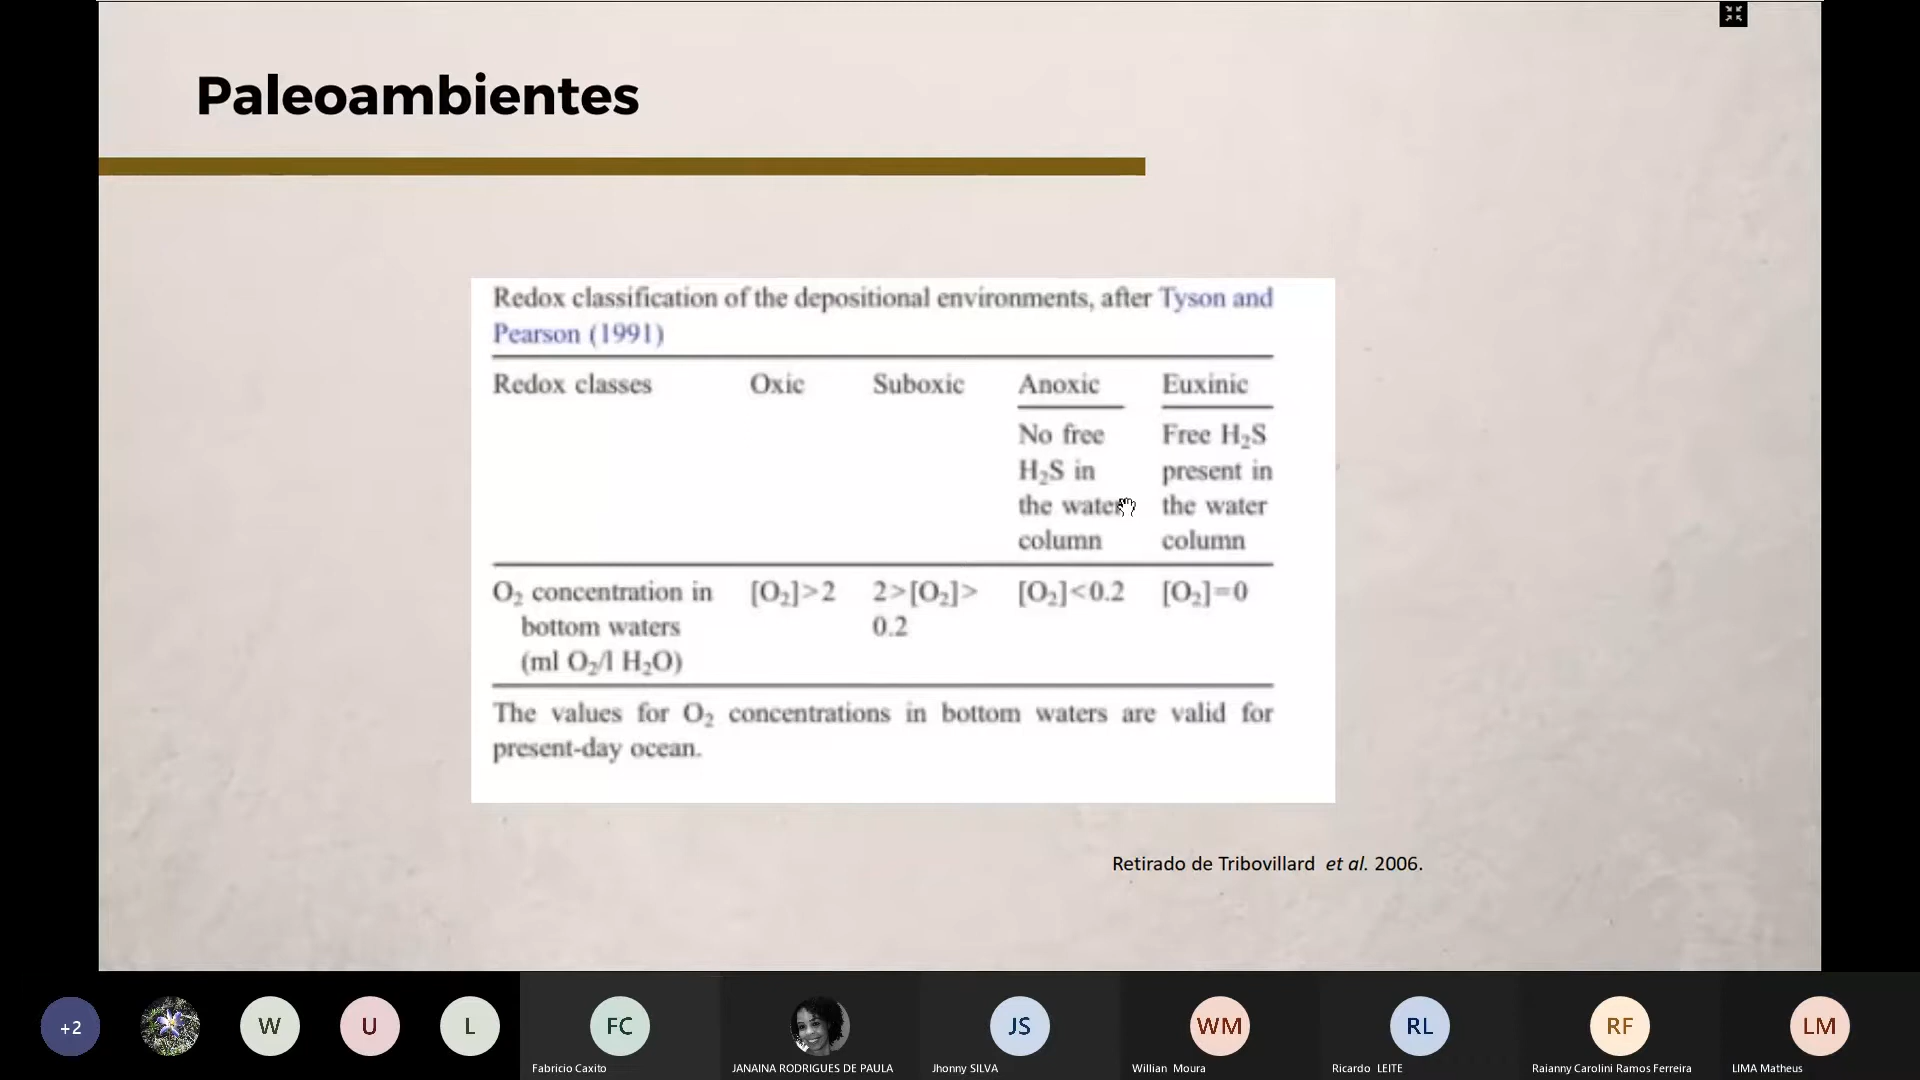 Paleoambientes
Redox classification of the depositional environments, after Tyson and
Pearson (1991)
Redox classes Oxic Suboxic Anoxic Euxinic
No free Free H₂S
H₂S in present in
the water the water
column column
O₂ concentration in [O₂]>2 2>[O₂]> [O₂]<0.2 [O₂]=0
bottom waters 0.2
(ml O₂/l H₂O)
The values for O₂ concentrations in bottom waters are valid for
present-day ocean.
Retirado de Tribovillard et al. 2006.
+2 W U L FC JS WM RL RF LM
Fabricio Caxito JANAINA RODRIGUES DE PAULA Jhonny SILVA Willian Moura Ricardo LEITE Raianny Carolini Ramos Ferreira LIMA Matheus